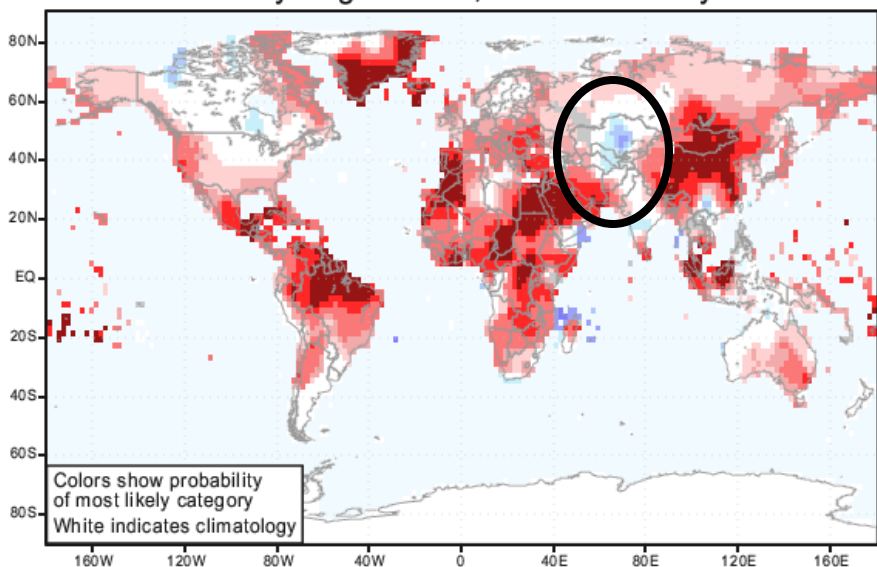 80N
60N
40N
20N
EQ
20S
40S
60S
80S
Colors show probability
of most likely category
White indicates climatology
160W 120W 80W 40W 0 40E 80E 120E 160E